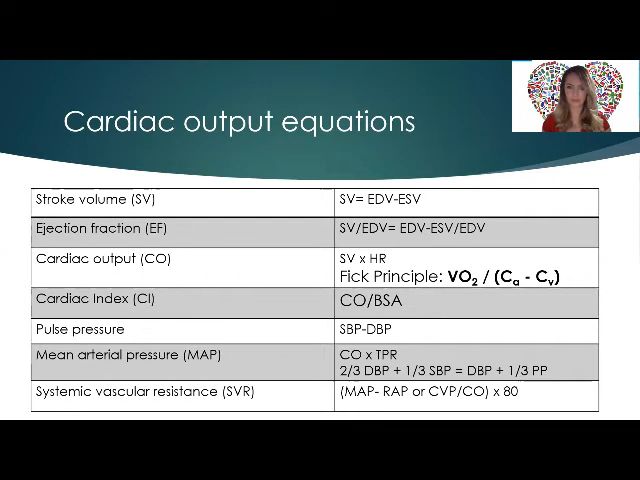 Cardiac output equations
Stroke volume (SV)
SV= EDV-ESV
Ejection fraction (EF)
SV/EDV= EDV-ESV/EDV
Cardiac output (CO)
SV x HR
Fick Principle: VO₂ / (Cₐ - Cᵥ)
Cardiac Index (CI)
CO/BSA
Pulse pressure
SBP-DBP
Mean arterial pressure (MAP)
CO x TPR
2/3 DBP + 1/3 SBP = DBP + 1/3 PP
Systemic vascular resistance (SVR)
(MAP- RAP or CVP/CO) x 80